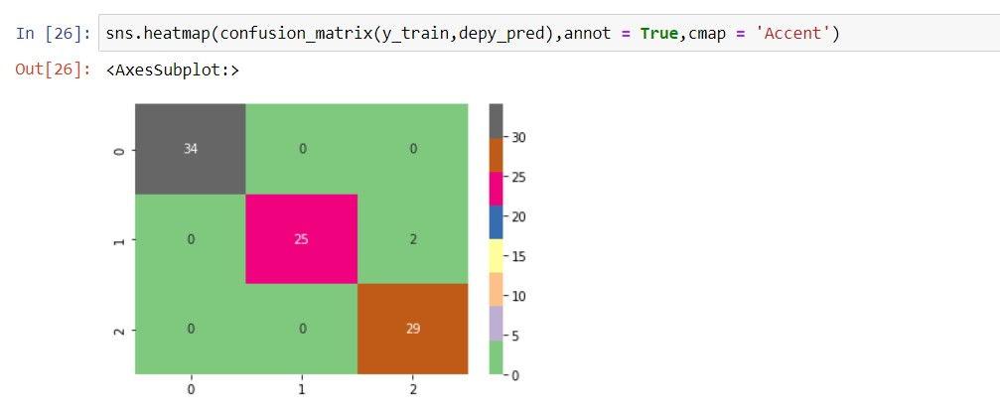 In [26]: sns.heatmap(confusion_matrix(y_train,depy_pred),annot = True,cmap = 'Accent')
Out[26]: <AxesSubplot:>
0 34 0 0
1 0 25 2
2 0 0 29
0 1 2
30
25
20
15
10
5
0